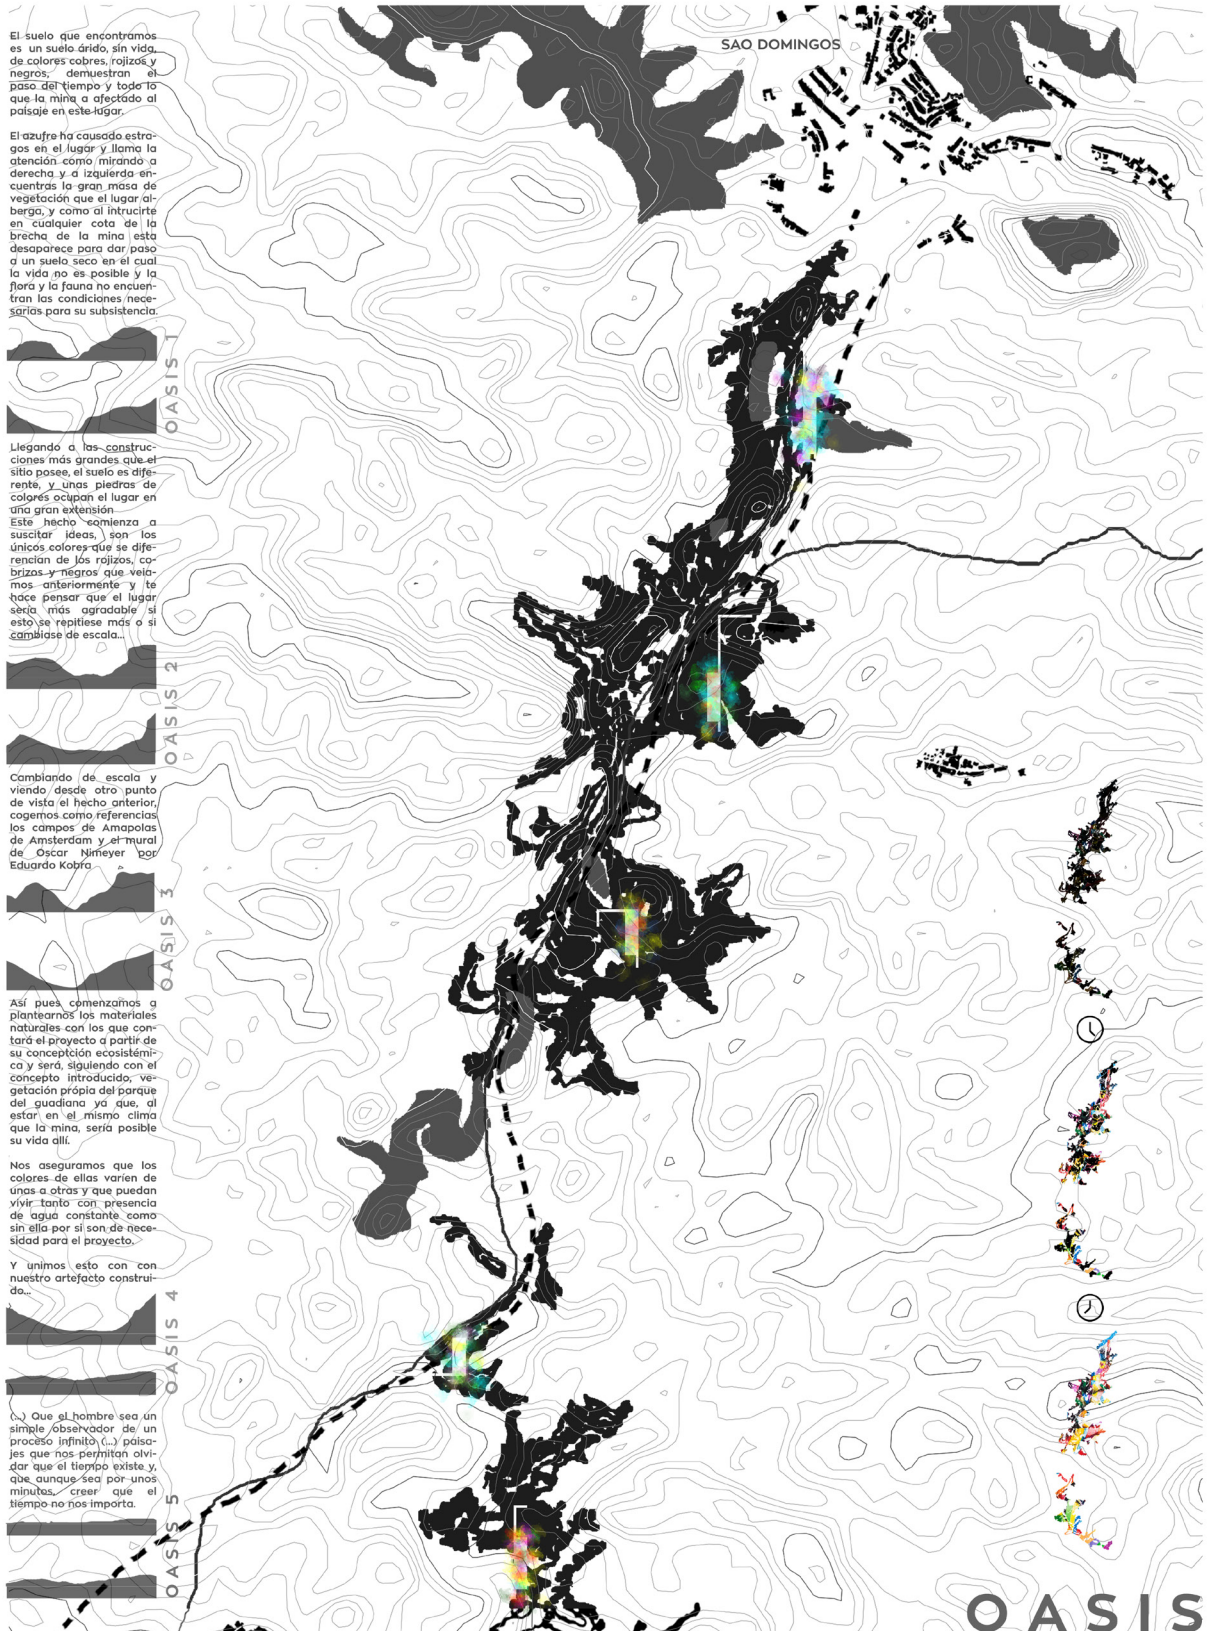 SAO DOMINGOS
El suelo que encontramos
es un suelo árido, sin vida,
de colores cobres, rojizos y
negros, demuestran el
paso del tiempo y todo lo
que la mina a afectado al
paisaje en este lugar.
El azufre ha causado estra-
gos en el lugar y llama la
atención como mirando a
derecha y a izquierda en-
cuentras la gran masa de
vegetación que el lugar al-
berga, y como al intrucirte
en cualquier cota de la
brecha de la mina esta
desaparece para dar paso
a un suelo seco en el cual
la vida no es posible y la
flora y la fauna no encuen-
tran las condiciones nece-
sarias para su subsistencia.
OASIS 1
Llegando a las construc-
ciones más grandes que el
sitio posee, el suelo es dife-
rente, y unas piedras de
colores ocupan el lugar en
una gran extensión
Este hecho comienza a
suscitar ideas, son los
únicos colores que se dife-
rencian de los rojizos, co-
brizos y negros que veia-
mos anteriormente y te
hace pensar que el lugar
sería más agradable si
esto se repitiese más o si
cambiase de escala...
OASIS 2
Cambiando de escala y
viendo desde otro punto
de vista el hecho anterior,
cogemos como referencias
los campos de Amapolas
de Amsterdam y el mural
de Oscar Nimeyer por
Eduardo Kobra
OASIS 3
Así pues comenzamos a
plantearnos los materiales
naturales con los que con-
tará el proyecto a partir de
su conceptción ecosistémi-
ca y será, siguiendo con el
concepto introducido, ve-
getación própia del parque
del guadiana ya que, al
estar en el mismo clima
que la mina, sería posible
su vida allí.
Nos aseguramos que los
colores de ellas varíen de
unas a otras y que puedan
vivir tanto con presencia
de agua constante como
sin ella por si son de nece-
sidad para el proyecto.
Y unimos esto con con
nuestro artefacto construi-
do...
OASIS 4
(...) Que el hombre sea un
simple observador de un
proceso infinito (...) paisa-
jes que nos permitan olvi-
dar que el tiempo existe y,
que aunque sea por unos
minutos, creer que el
tiempo no nos importa.
OASIS 5
OASIS